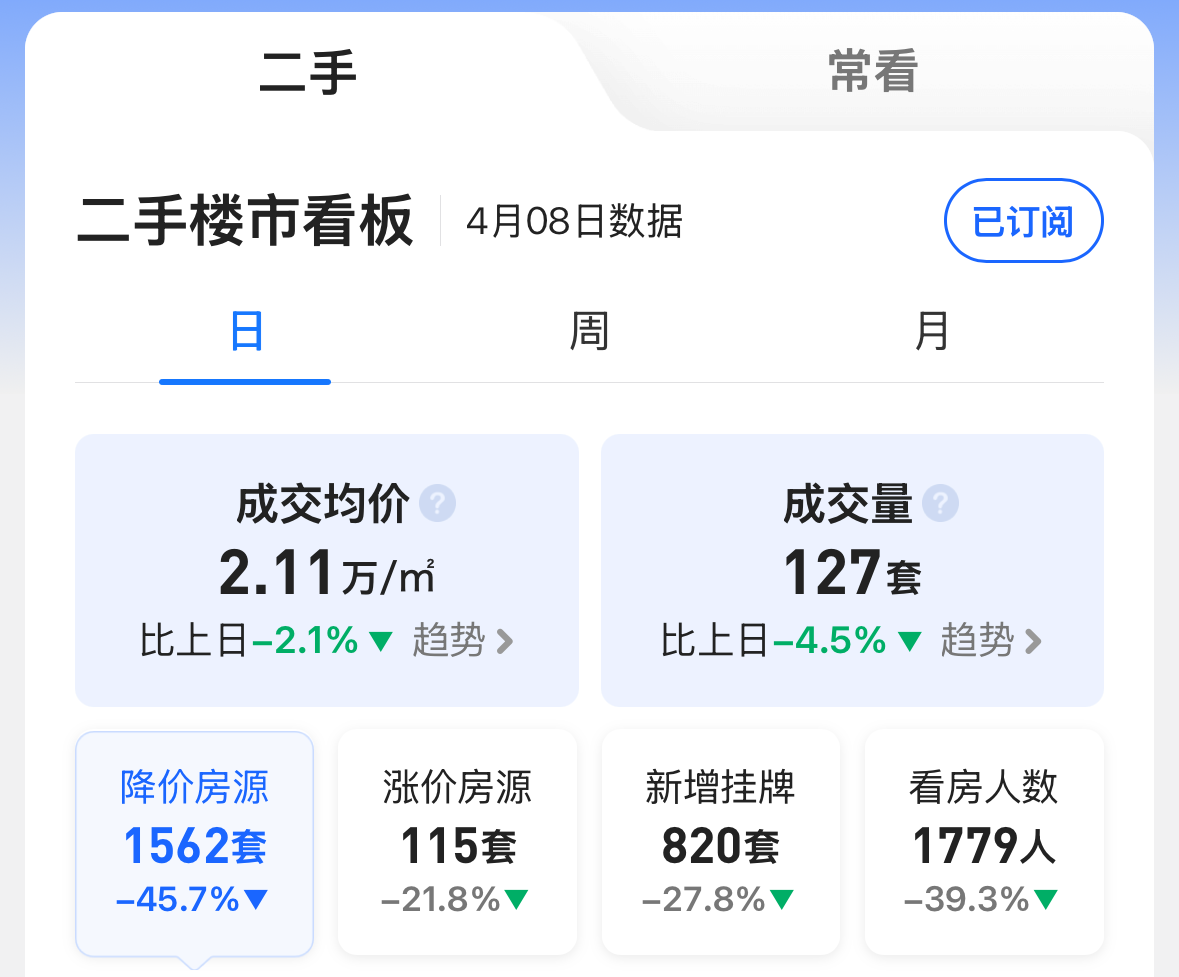 二手 常看
二手楼市看板 4月08日数据 已订阅
日 周 月
成交均价 ? 成交量 ?
2.11万/㎡ 127套
比上日-2.1%▼ 趋势 > 比上日-4.5%▼ 趋势 >
降价房源 涨价房源 新增挂牌 看房人数
1562套 115套 820套 1779人
-45.7%▼ -21.8%▼ -27.8%▼ -39.3%▼